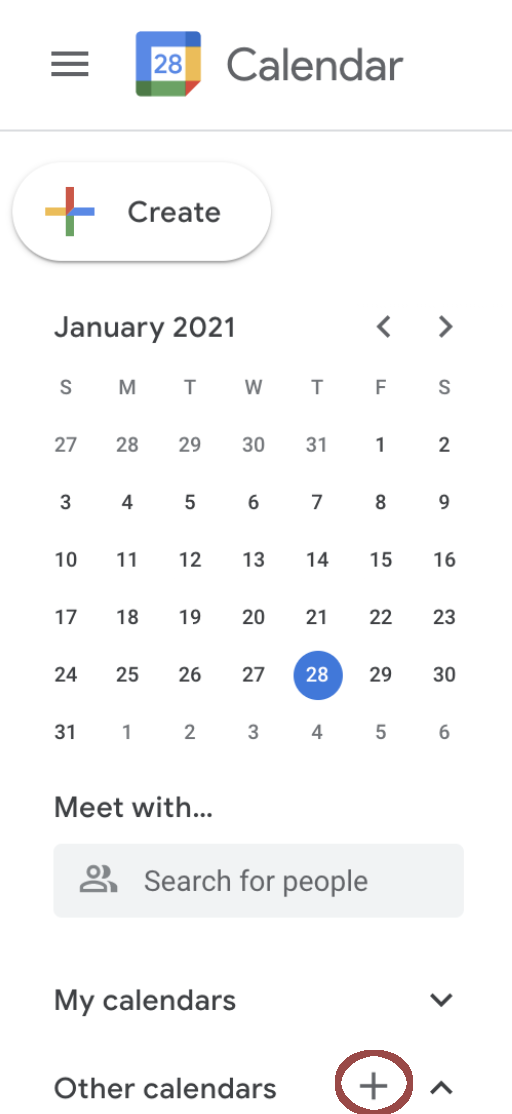 28 Calendar
Create
January 2021
S M T W T F S
27 28 29 30 31 1 2
3 4 5 6 7 8 9
10 11 12 13 14 15 16
17 18 19 20 21 22 23
24 25 26 27 28 29 30
31 1 2 3 4 5 6
Meet with...
Search for people
My calendars
Other calendars